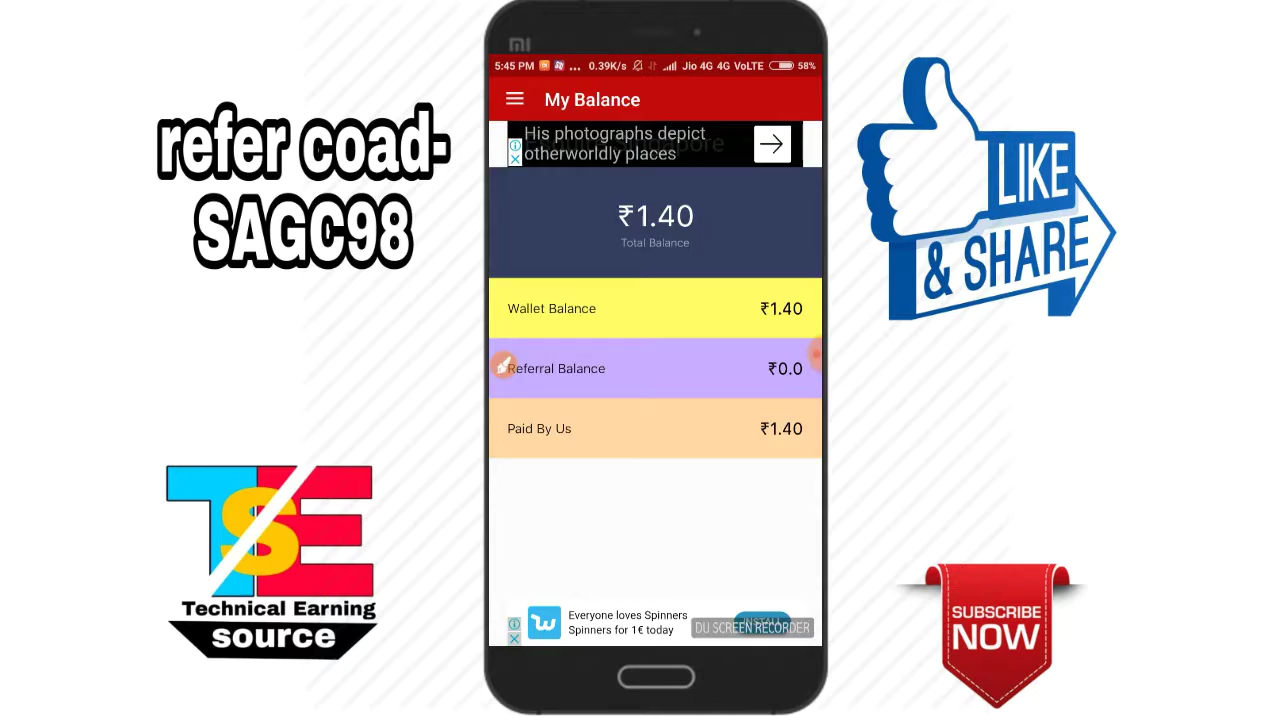 refer coad-
SAGC98
TSE
Technical Earning
source
mi
5:45 PM ... 0.39K/s Jio 4G 4G VoLTE 58%
My Balance
His photographs depict
otherworldly places
₹1.40
Total Balance
Wallet Balance ₹1.40
Referral Balance ₹0.0
Paid By Us ₹1.40
Everyone loves Spinners
Spinners for 1€ today
INSTALL
DU SCREEN RECORDER
LIKE
& SHARE
SUBSCRIBE
NOW